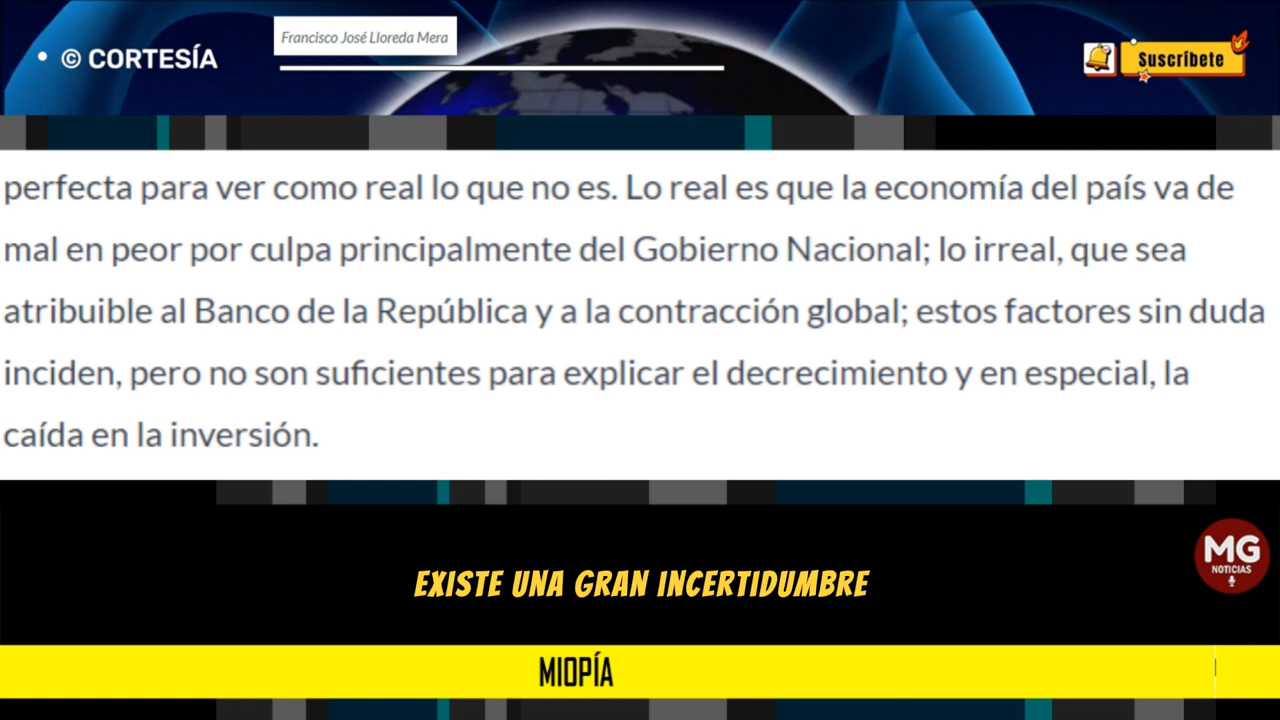 • © CORTESÍA
Francisco José Lloreda Mera
Suscríbete
perfecta para ver como real lo que no es. Lo real es que la economía del país va de
mal en peor por culpa principalmente del Gobierno Nacional; lo irreal, que sea
atribuible al Banco de la República y a la contracción global; estos factores sin duda
inciden, pero no son suficientes para explicar el decrecimiento y en especial, la
caída en la inversión.
MG
NOTICIAS
EXISTE UNA GRAN INCERTIDUMBRE
MIOPÍA